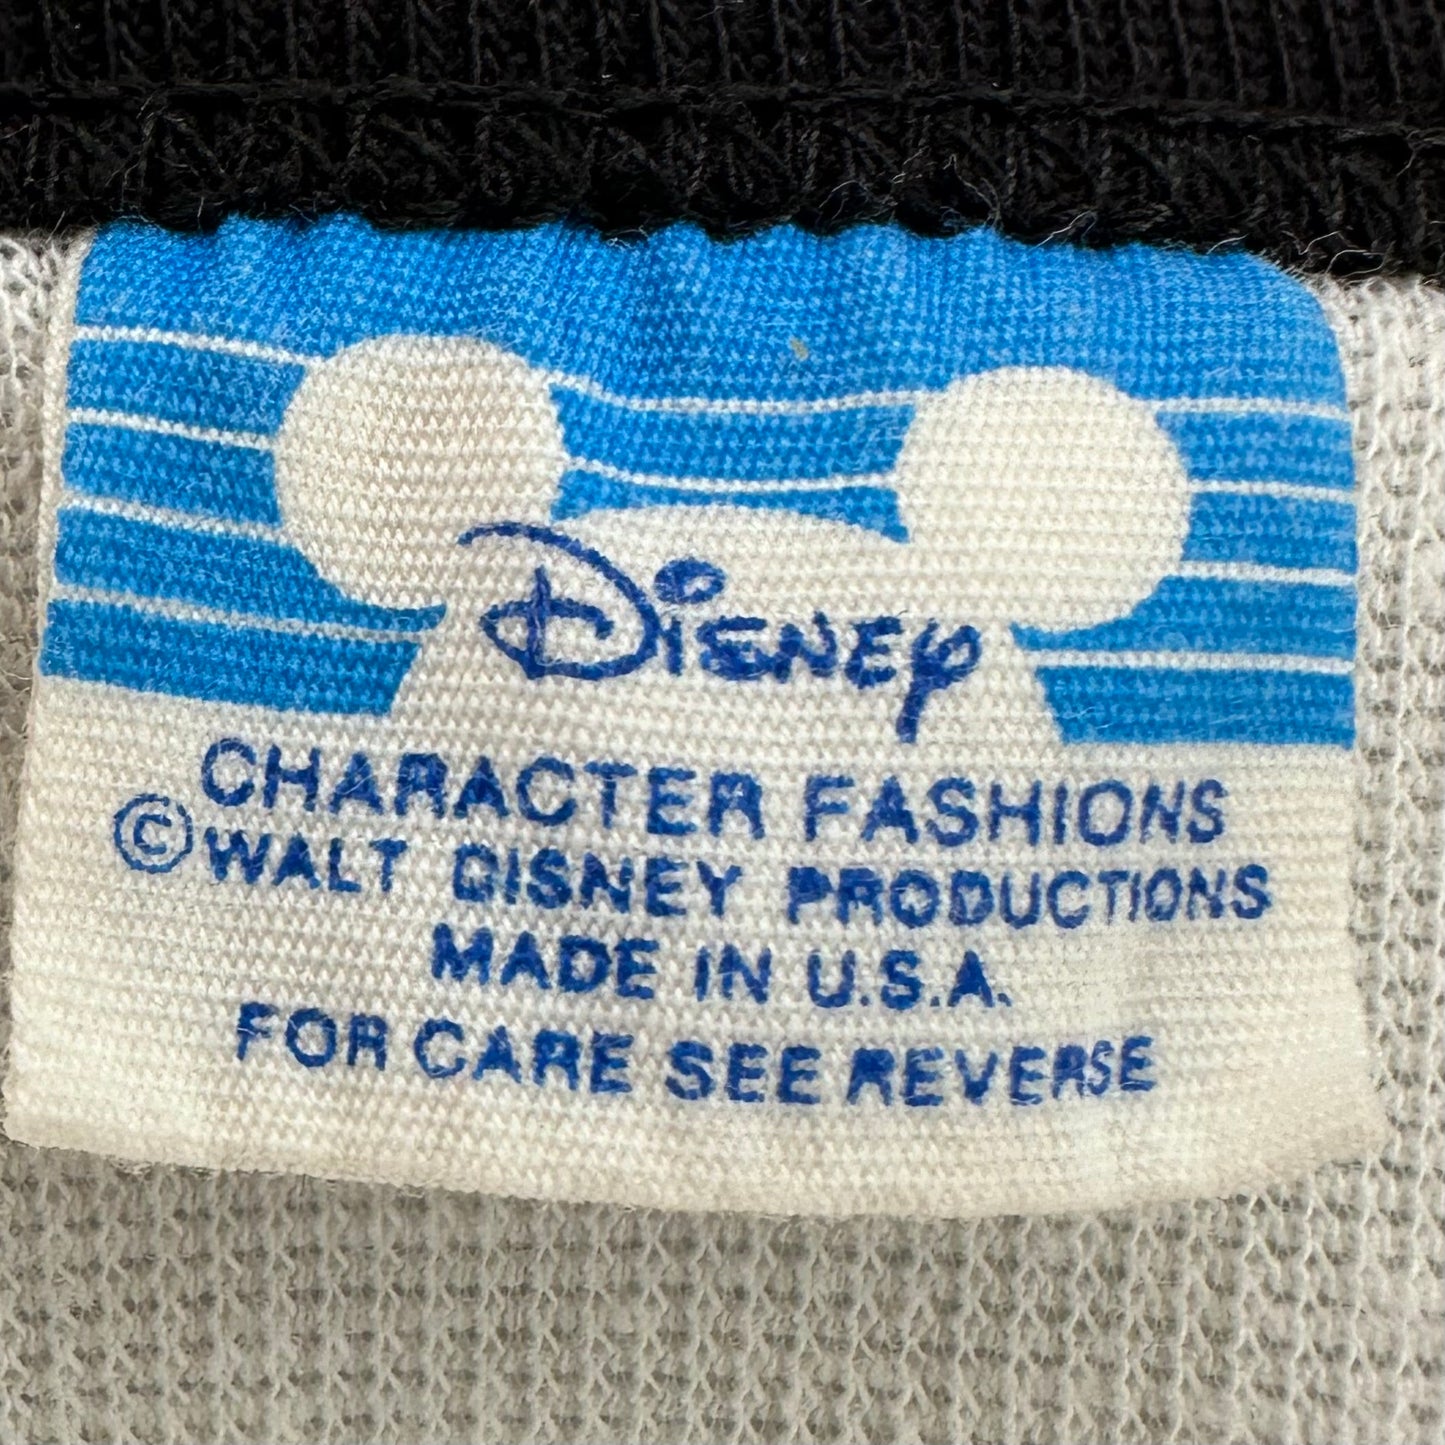 Disney
CHARACTER FASHIONS
© WALT DISNEY PRODUCTIONS
MADE IN U.S.A.
FOR CARE SEE REVERSE